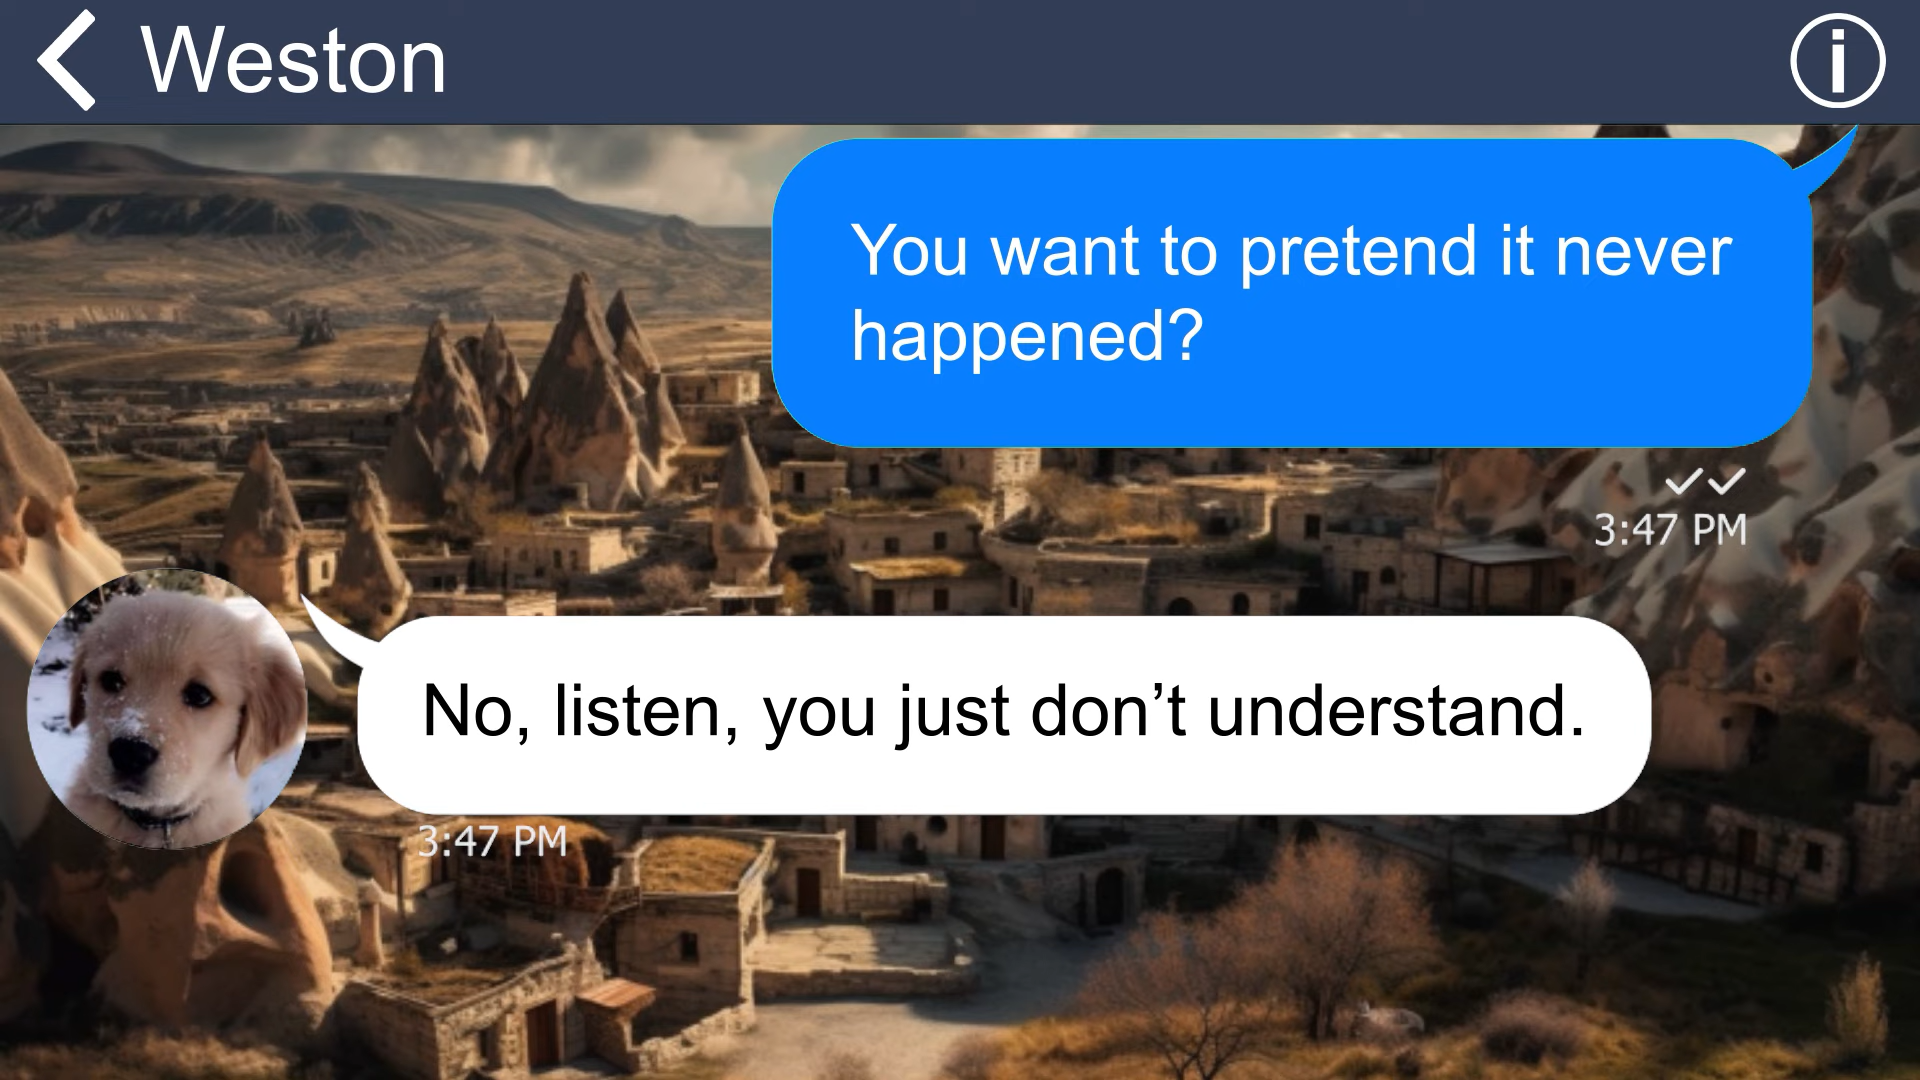 Weston
You want to pretend it never
happened?
3:47 PM
No, listen, you just don’t understand.
3:47 PM